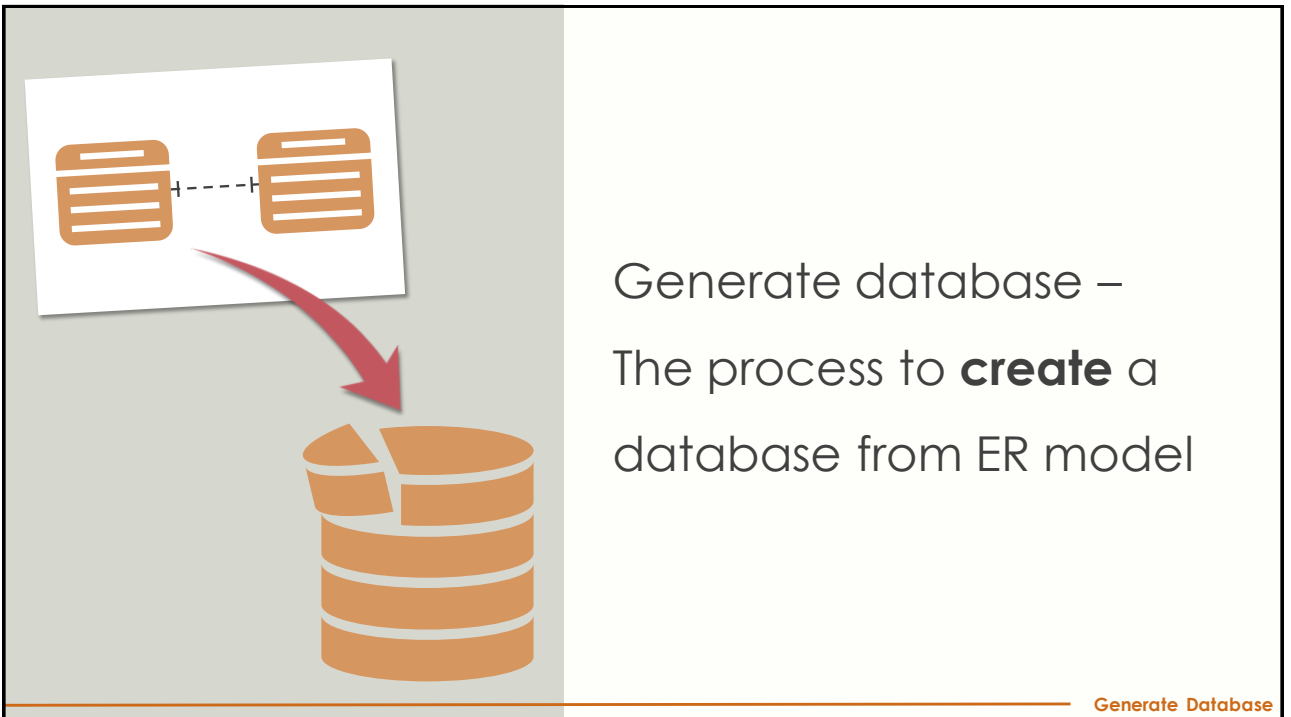 Generate database –
The process to create a
database from ER model
Generate Database